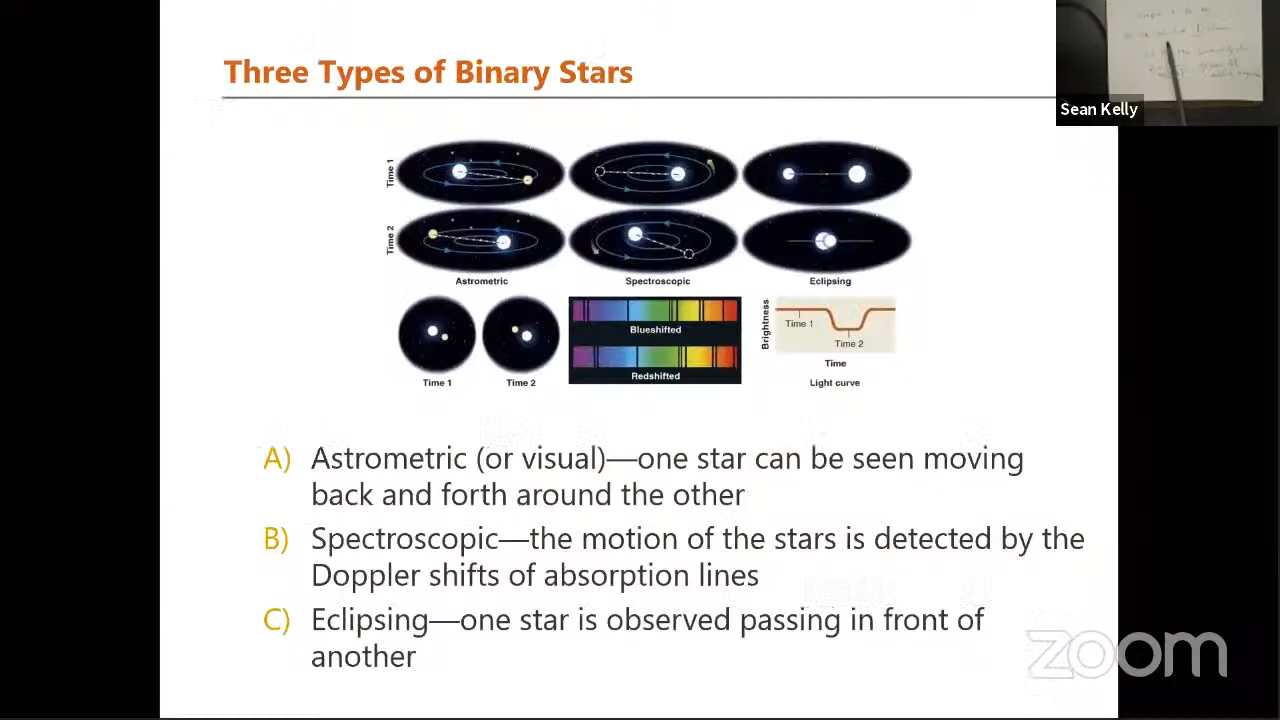 Three Types of Binary Stars
Sean Kelly
Time 1
Time 2
Astrometric
Spectroscopic
Eclipsing
Time 1
Time 2
Blueshifted
Redshifted
Brightness
Time 1
Time 2
Time
Light curve
A) Astrometric (or visual)—one star can be seen moving
back and forth around the other
B) Spectroscopic—the motion of the stars is detected by the
Doppler shifts of absorption lines
C) Eclipsing—one star is observed passing in front of
another
zoom